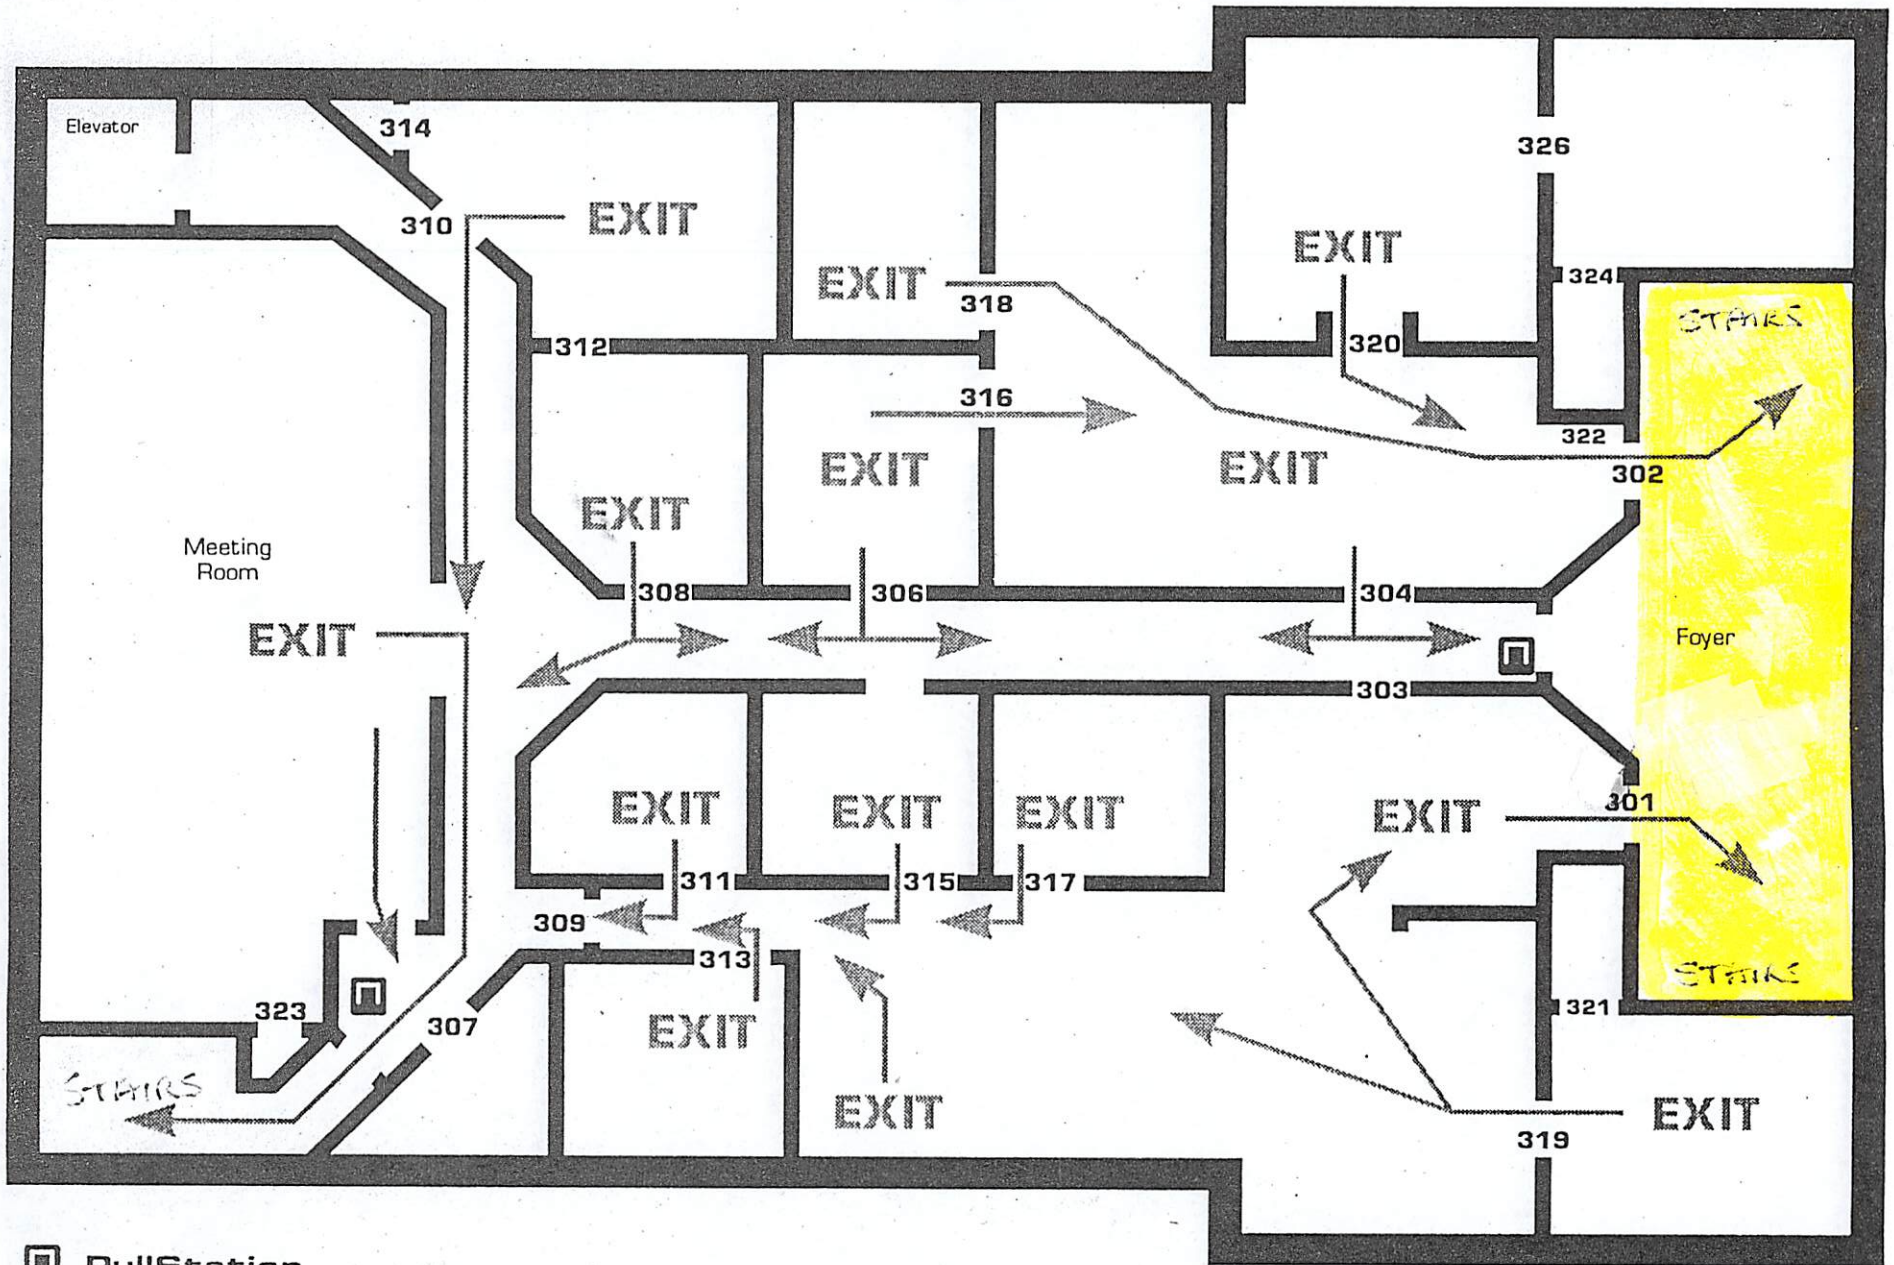 Elevator
314
326
310
EXIT
EXIT
EXIT
324
318
STAIRS
312
320
316
322
EXIT
EXIT
302
EXIT
Meeting
Room
308
306
304
EXIT
Foyer
303
EXIT
EXIT
EXIT
EXIT
301
311
315
317
309
313
323
307
EXIT
STAIRS
321
STAIRS
EXIT
EXIT
319
PullStation